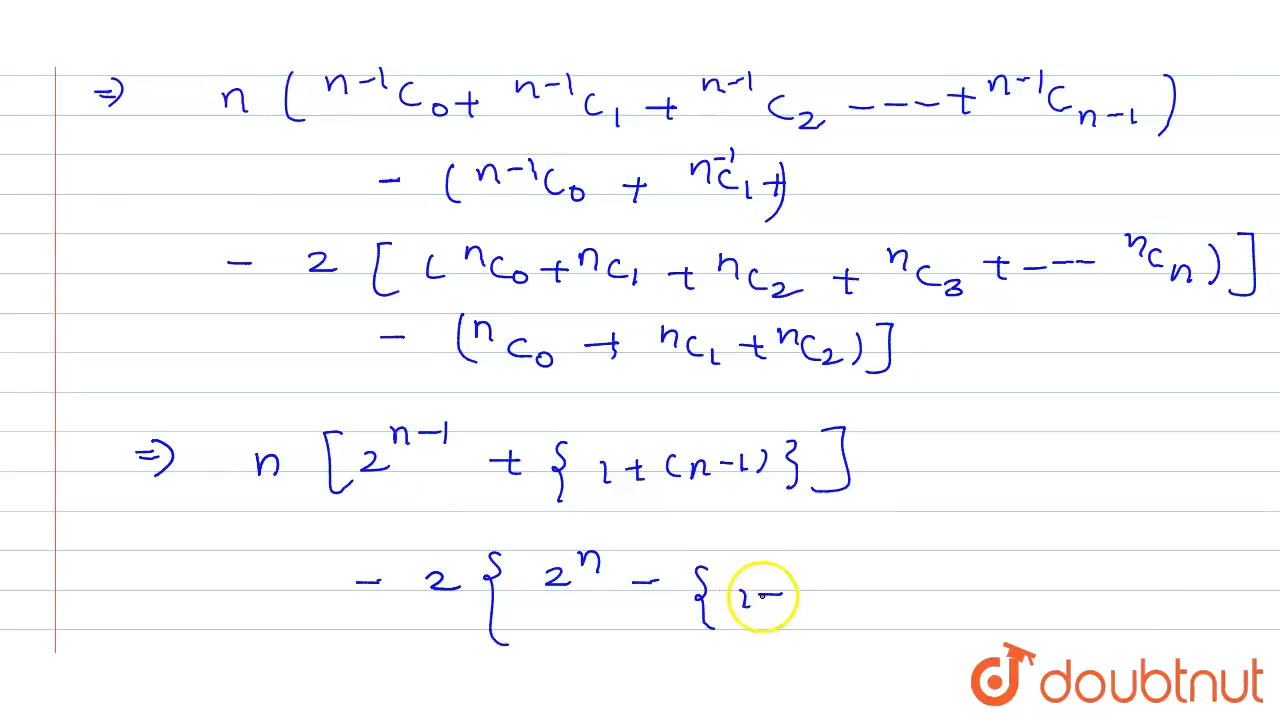 ⇒ n ( ⁿ⁻¹C₀ + ⁿ⁻¹C₁ + ⁿ⁻¹C₂ ---- + ⁿ⁻¹Cₙ₋₁ )
- ( ⁿ⁻¹C₀ + ⁿ⁻¹C₁ + )
- 2 [ ( ⁿC₀ + ⁿC₁ + ⁿC₂ + ⁿC₃ + ---- ⁿCₙ ) ]
- ( ⁿC₀ + ⁿC₁ + ⁿC₂ ) ]
⇒ n [ 2ⁿ⁻¹ + { 1 + (n-1) } ]
- 2 { 2ⁿ - { 1 -
doubtnut